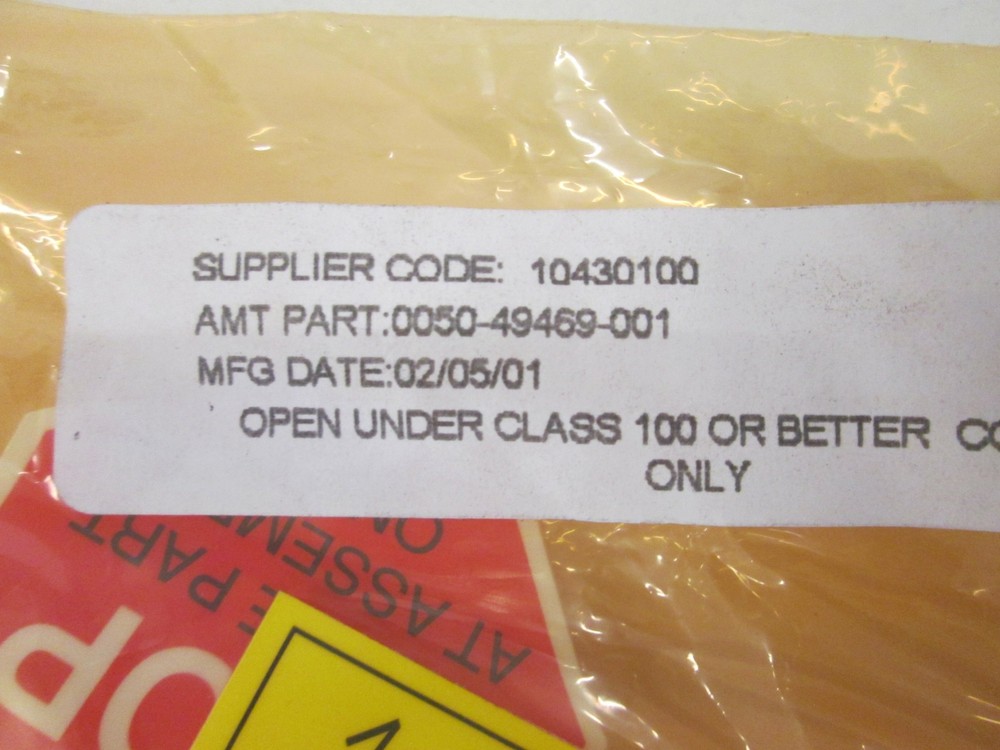 SUPPLIER CODE: 10430100
AMT PART:0050-49469-001
MFG DATE:02/05/01
OPEN UNDER CLASS 100 OR BETTER
ONLY
AT ASSEM
PART
OP